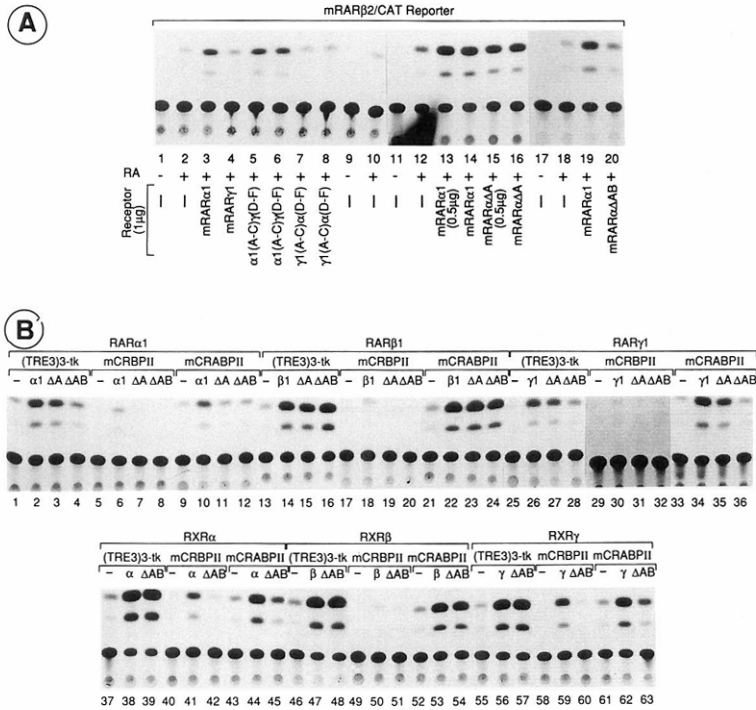 A
mRARβ2/CAT Reporter
1 2 3 4 5 6 7 8 9 10 11 12 13 14 15 16 17 18 19 20
RA - + + + + + + + - + - + + + + + - + + +
Receptor (1µg)
— — mRARα1 mRARγ1 α1(A-C)γ(D-F) α1(A-C)γ(D-F) γ1(A-C)α(D-F) γ1(A-C)α(D-F) — — — — mRARα1 (0.5µg) mRARα1 mRARαΔA (0.5µg) mRARαΔA — — mRARα1 mRARαΔAB
B
RARα1 RARβ1 RARγ1
(TRE3)3-tk mCRBPII mCRABPII (TRE3)3-tk mCRBPII mCRABPII (TRE3)3-tk mCRBPII mCRABPII
- α1 ΔA ΔAB - α1 ΔA ΔAB - α1 ΔA ΔAB - β1 ΔA ΔAB - β1 ΔA ΔAB - β1 ΔA ΔAB - γ1 ΔA ΔAB - γ1 ΔA ΔAB - γ1 ΔA ΔAB
1 2 3 4 5 6 7 8 9 10 11 12 13 14 15 16 17 18 19 20 21 22 23 24 25 26 27 28 29 30 31 32 33 34 35 36
RXRα RXRβ RXRγ
(TRE3)3-tk mCRBPII mCRABPII (TRE3)3-tk mCRBPII mCRABPII (TRE3)3-tk mCRBPII mCRABPII
- α ΔAB - α ΔAB - α ΔAB - β ΔAB - β ΔAB - β ΔAB - γ ΔAB - γ ΔAB - γ ΔAB
37 38 39 40 41 42 43 44 45 46 47 48 49 50 51 52 53 54 55 56 57 58 59 60 61 62 63